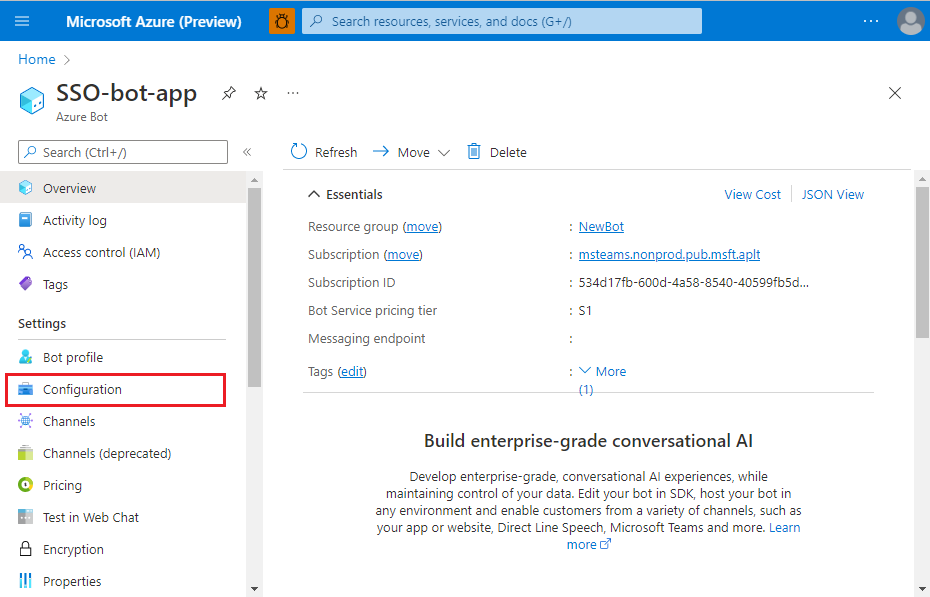 Microsoft Azure (Preview)
Search resources, services, and docs (G+/)
Home
SSO-bot-app
Azure Bot
Search (Ctrl+/)
Overview
Activity log
Access control (IAM)
Tags
Settings
Bot profile
Configuration
Channels
Channels (deprecated)
Pricing
Test in Web Chat
Encryption
Properties
Refresh Move Delete
Essentials View Cost JSON View
Resource group (move) : NewBot
Subscription (move) : msteams.nonprod.pub.msft.aplt
Subscription ID : 534d17fb-600d-4a58-8540-40599fb5d...
Bot Service pricing tier : S1
Messaging endpoint :
Tags (edit) : More
(1)
Build enterprise-grade conversational AI
Develop enterprise-grade, conversational AI experiences, while
maintaining control of your data. Edit your bot in SDK, host your bot in
any environment and enable customers from a variety of channels, such as
your app or website, Direct Line Speech, Microsoft Teams and more. Learn
more